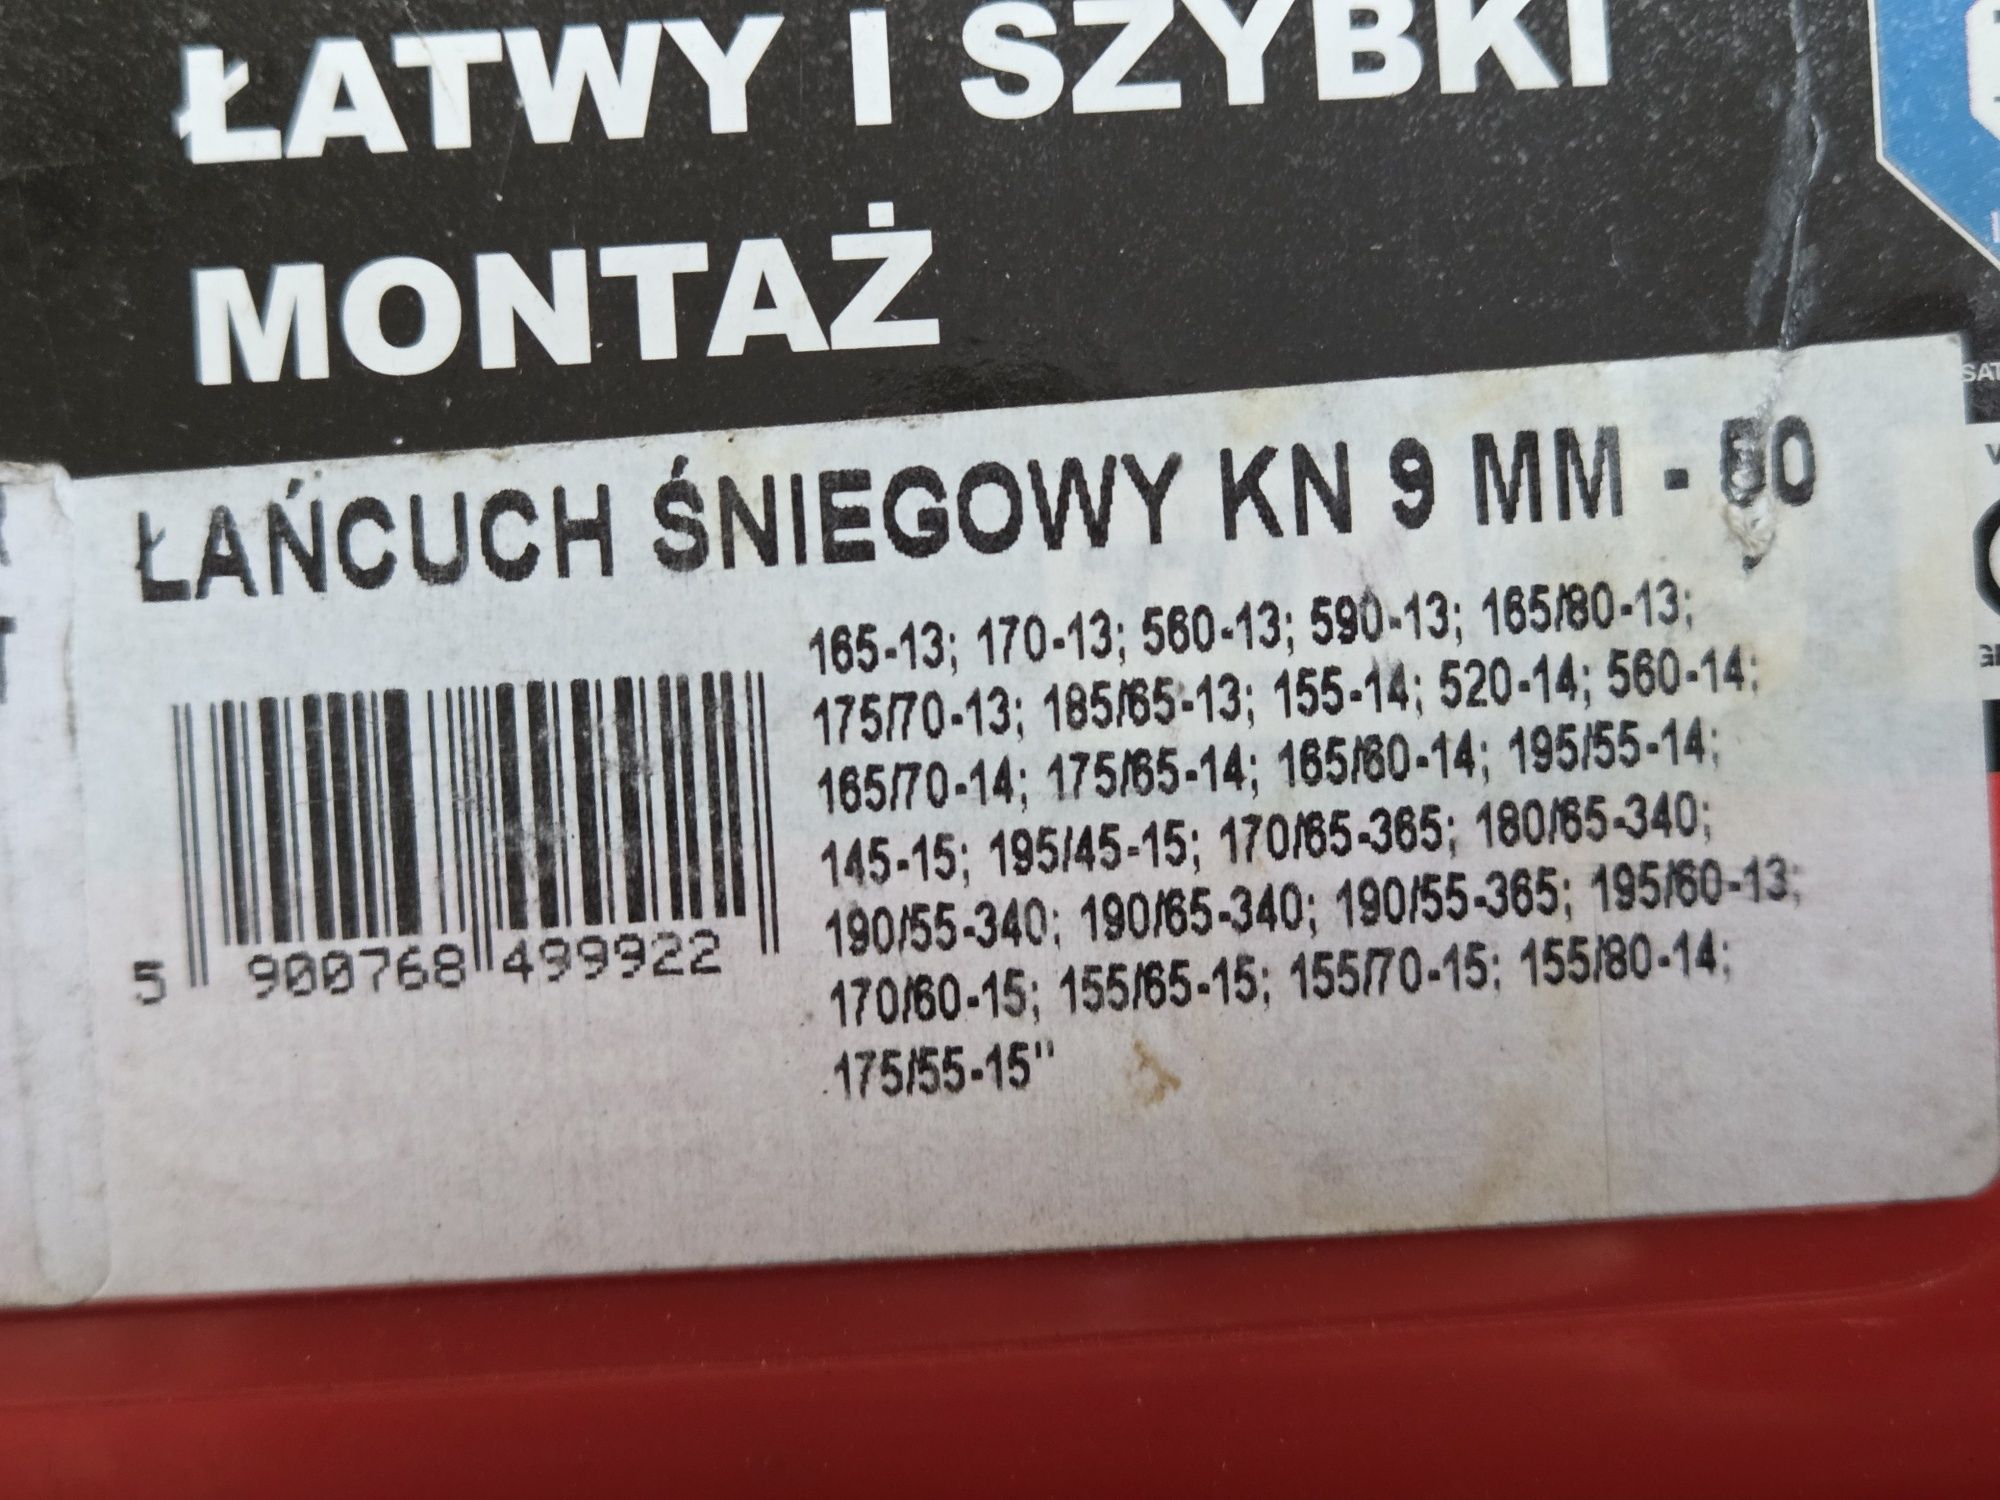 ŁATWY I SZYBKI
MONTAŻ
ŁAŃCUCH ŚNIEGOWY KN 9 MM - 50
165-13; 170-13; 560-13; 590-13; 165/80-13;
175/70-13; 185/65-13; 155-14; 520-14; 560-14;
165/70-14; 175/65-14; 165/60-14; 195/55-14;
145-15; 195/45-15; 170/65-365; 180/65-340;
190/55-340; 190/65-340; 190/55-365; 195/60-13;
170/60-15; 155/65-15; 155/70-15; 155/80-14;
175/55-15"
5 900768 499922